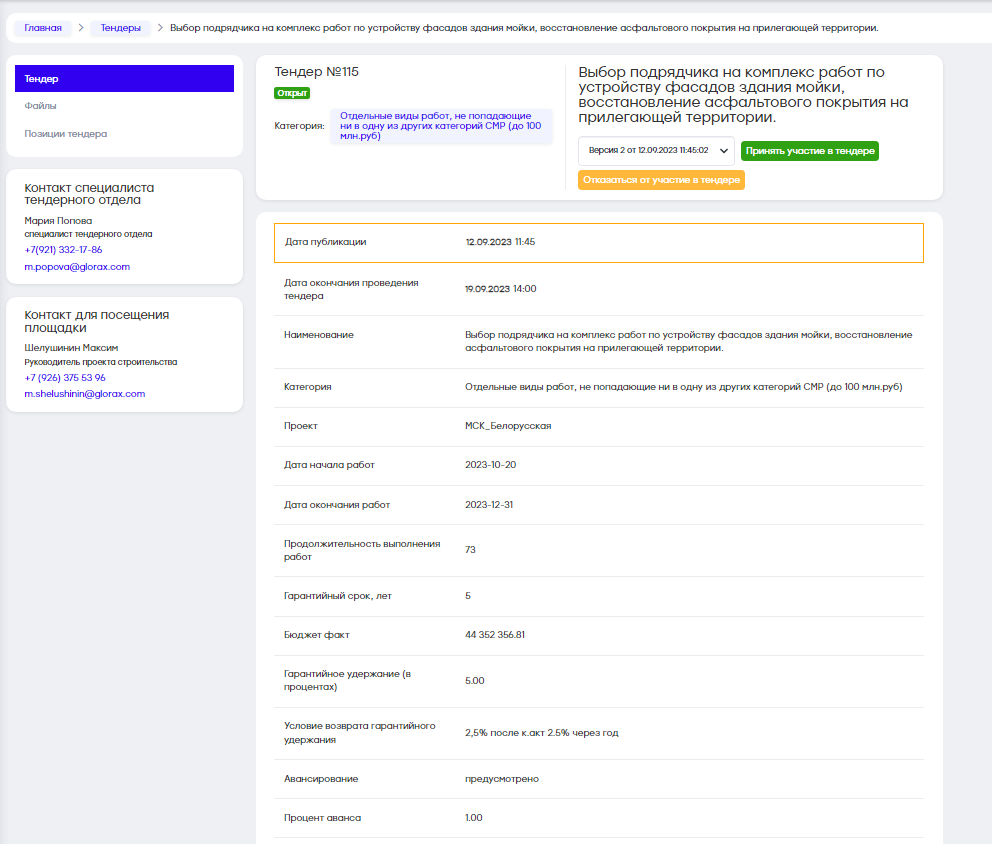 Главная > Тендеры > Выбор подрядчика на комплекс работ по устройству фасадов здания мойки, восстановление асфальтового покрытия на прилегающей территории.
Тендер
Файлы
Позиции тендера
Контакт специалиста
тендерного отдела
Мария Попова
специалист тендерного отдела
+7(921) 332-17-86
m.popova@glorax.com
Контакт для посещения
площадки
Шелушинин Максим
Руководитель проекта строительства
+7 (926) 375 53 96
m.shelushinin@glorax.com
Тендер №115
Открыт
Категория:
Отдельные виды работ, не попадающие
ни в одну из других категорий СМР (до 100
млн.руб)
Выбор подрядчика на комплекс работ по
устройству фасадов здания мойки,
восстановление асфальтового покрытия на
прилегающей территории.
Версия 2 от 12.09.2023 11:45:02
Принять участие в тендере
Отказаться от участие в тендере
Дата публикации 12.09.2023 11:45
Дата окончания проведения
тендера
19.09.2023 14:00
Наименование
Выбор подрядчика на комплекс работ по устройству фасадов здания мойки, восстановление
асфальтового покрытия на прилегающей территории.
Категория Отдельные виды работ, не попадающие ни в одну из других категорий СМР (до 100 млн.руб)
Проект МСК_Белорусская
Дата начала работ 2023-10-20
Дата окончания работ 2023-12-31
Продолжительность выполнения
работ
73
Гарантийный срок, лет 5
Бюджет факт 44 352 356.81
Гарантийное удержание (в
процентах)
5.00
Условие возврата гарантийного
удержания
2,5% после к.акт 2.5% через год
Авансирование предусмотрено
Процент аванса 1.00